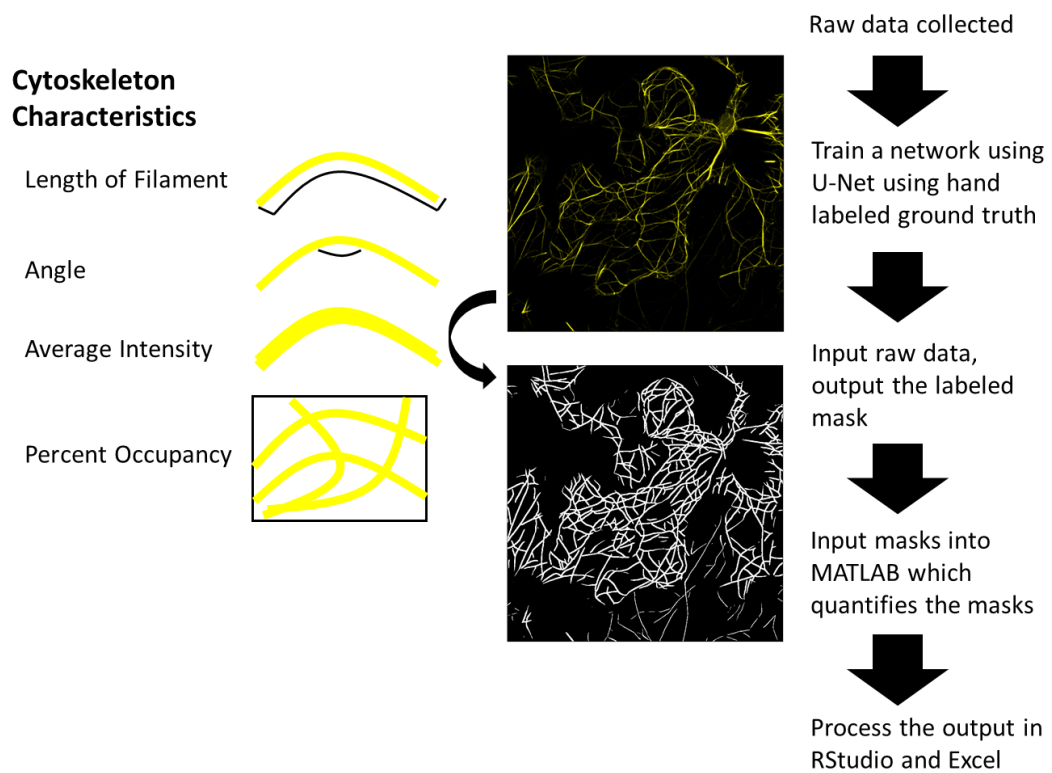 Cytoskeleton
Characteristics
Length of Filament
Angle
Average Intensity
Percent Occupancy
Raw data collected
Train a network using
U-Net using hand
labeled ground truth
Input raw data,
output the labeled
mask
Input masks into
MATLAB which
quantifies the masks
Process the output in
RStudio and Excel